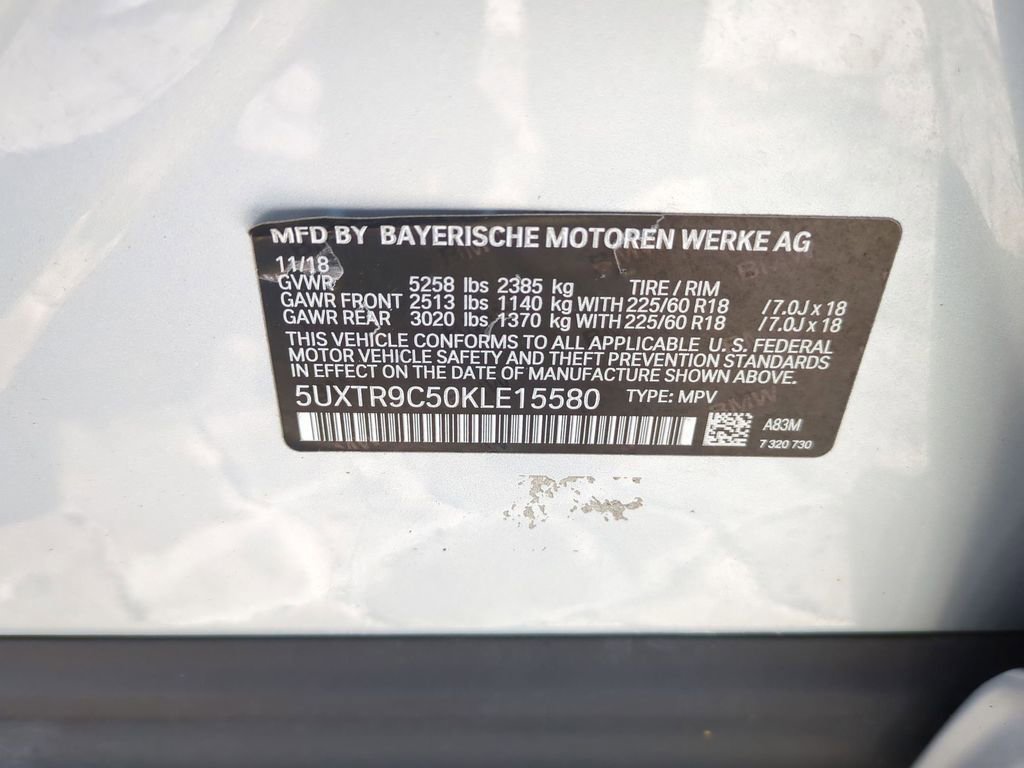 MFD BY BAYERISCHE MOTOREN WERKE AG
11/18
GVWR 5258 lbs 2385 kg TIRE / RIM
GAWR FRONT 2513 lbs 1140 kg WITH 225/60 R18 /7.0J x 18
GAWR REAR 3020 lbs 1370 kg WITH 225/60 R18 /7.0J x 18
THIS VEHICLE CONFORMS TO ALL APPLICABLE U. S. FEDERAL
MOTOR VEHICLE SAFETY AND THEFT PREVENTION STANDARDS
IN EFFECT ON THE DATE OF MANUFACTURE SHOWN ABOVE.
5UXTR9C50KLE15580 TYPE: MPV
A83M
7 320 730